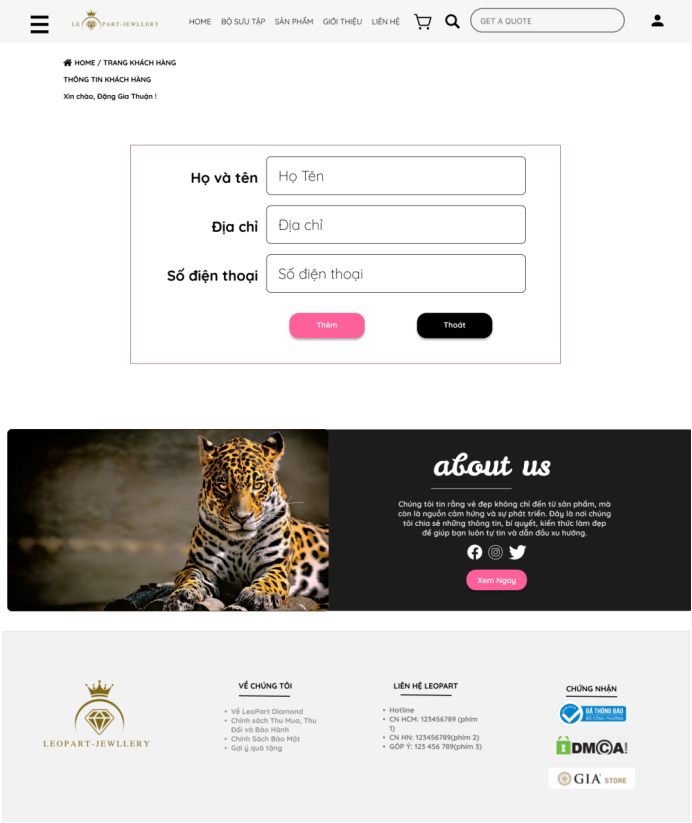 LE PART-JEWLLERY
HOME BỘ SƯU TẬP SẢN PHẨM GIỚI THIỆU LIÊN HỆ
GET A QUOTE
HOME / TRANG KHÁCH HÀNG
THÔNG TIN KHÁCH HÀNG
Xin chào, Đặng Gia Thuận !
Họ và tên
Họ Tên
Địa chỉ
Địa chỉ
Số điện thoại
Số điện thoại
Thêm
Thoát
about us
Chúng tôi tin rằng vẻ đẹp không chỉ đến từ sản phẩm, mà
còn là nguồn cảm hứng và sự phát triển. Đây là nơi chúng
tôi chia sẻ những thông tin, bí quyết, kiến thức làm đẹp
để giúp bạn luôn tự tin và dẫn đầu xu hướng.
Xem Ngay
LEOPART-JEWLLERY
VỀ CHÚNG TÔI
• Về LeoPart Diamond
• Chính sách Thu Mua, Thu
Đổi và Bảo Hành
• Chính Sách Bảo Mật
• Gợi ý quà tặng
LIÊN HỆ LEOPART
• Hotline
• CN HCM: 123456789 (phím
1)
• CN HN: 123456789(phím 2)
• GÓP Ý: 123 456 789(phím 3)
CHỨNG NHẬN
ĐÃ THÔNG BÁO
BỘ CÔNG THƯƠNG
DMCA!
GIA STORE